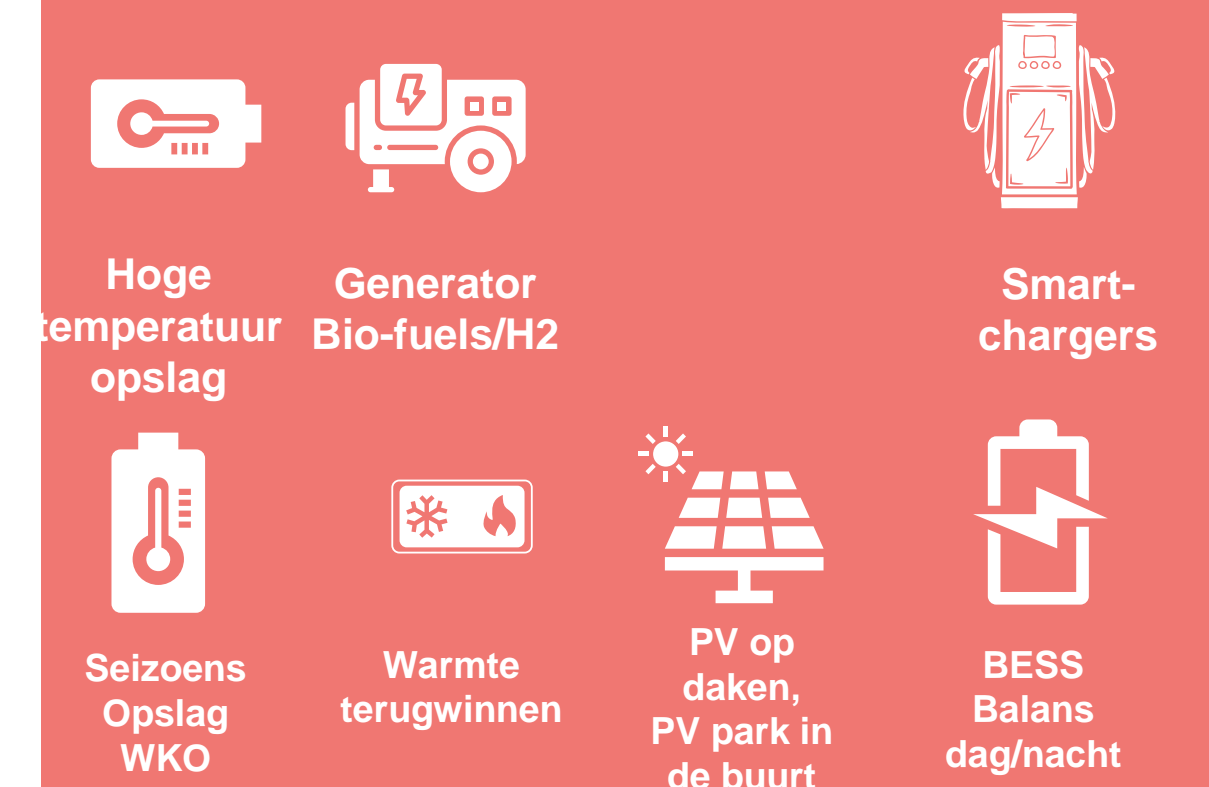 Hoge
temperatuur
opslag
Generator
Bio-fuels/H2
Smart-
chargers
Seizoens
Opslag
WKO
Warmte
terugwinnen
PV op
daken,
PV park in
de buurt
BESS
Balans
dag/nacht